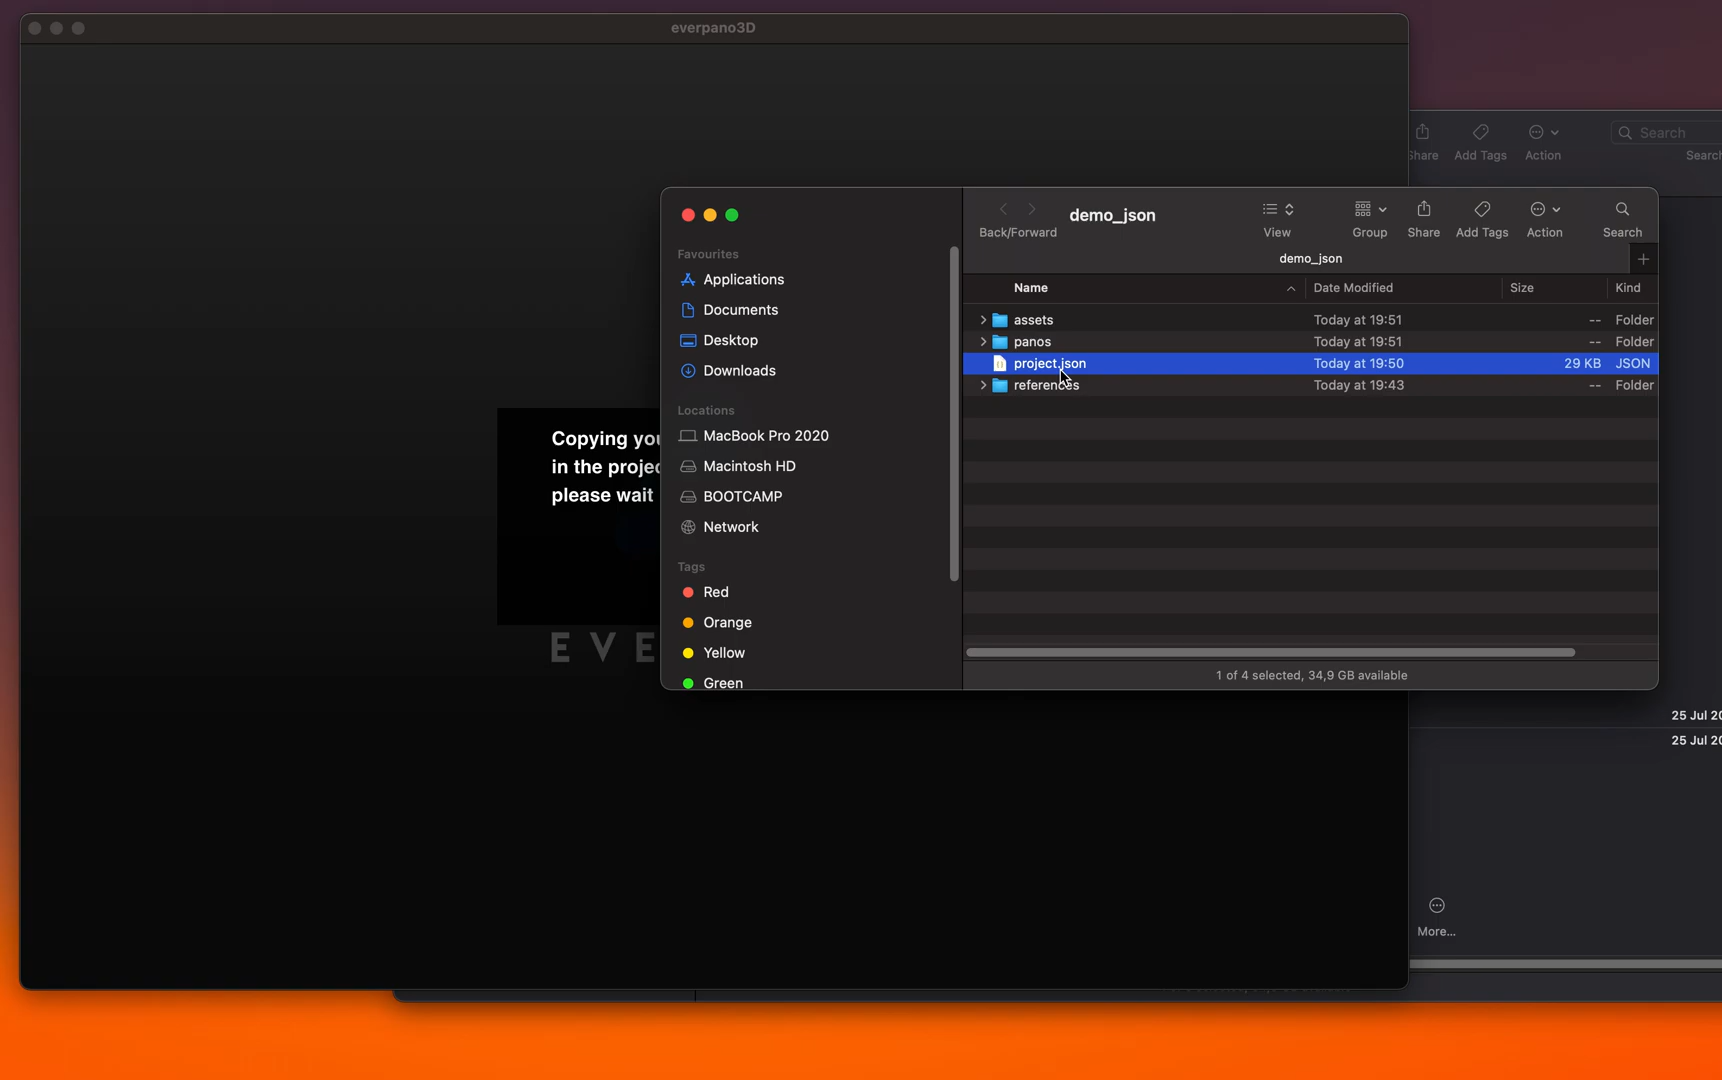 everpano3D
Share
Add Tags
Action
Search
Search
demo_json
Back/Forward
View
Group
Share
Add Tags
Action
Search
demo_json
Favourites
Applications
Documents
Desktop
Downloads
Locations
MacBook Pro 2020
Macintosh HD
BOOTCAMP
Network
Tags
Red
Orange
Yellow
Green
Name Date Modified Size Kind
assets Today at 19:51 -- Folder
panos Today at 19:51 -- Folder
project.json Today at 19:50 29 KB JSON
references Today at 19:43 -- Folder
1 of 4 selected, 34,9 GB available
Copying you
in the projec
please wait
EVE
25 Jul 20
25 Jul 20
More...